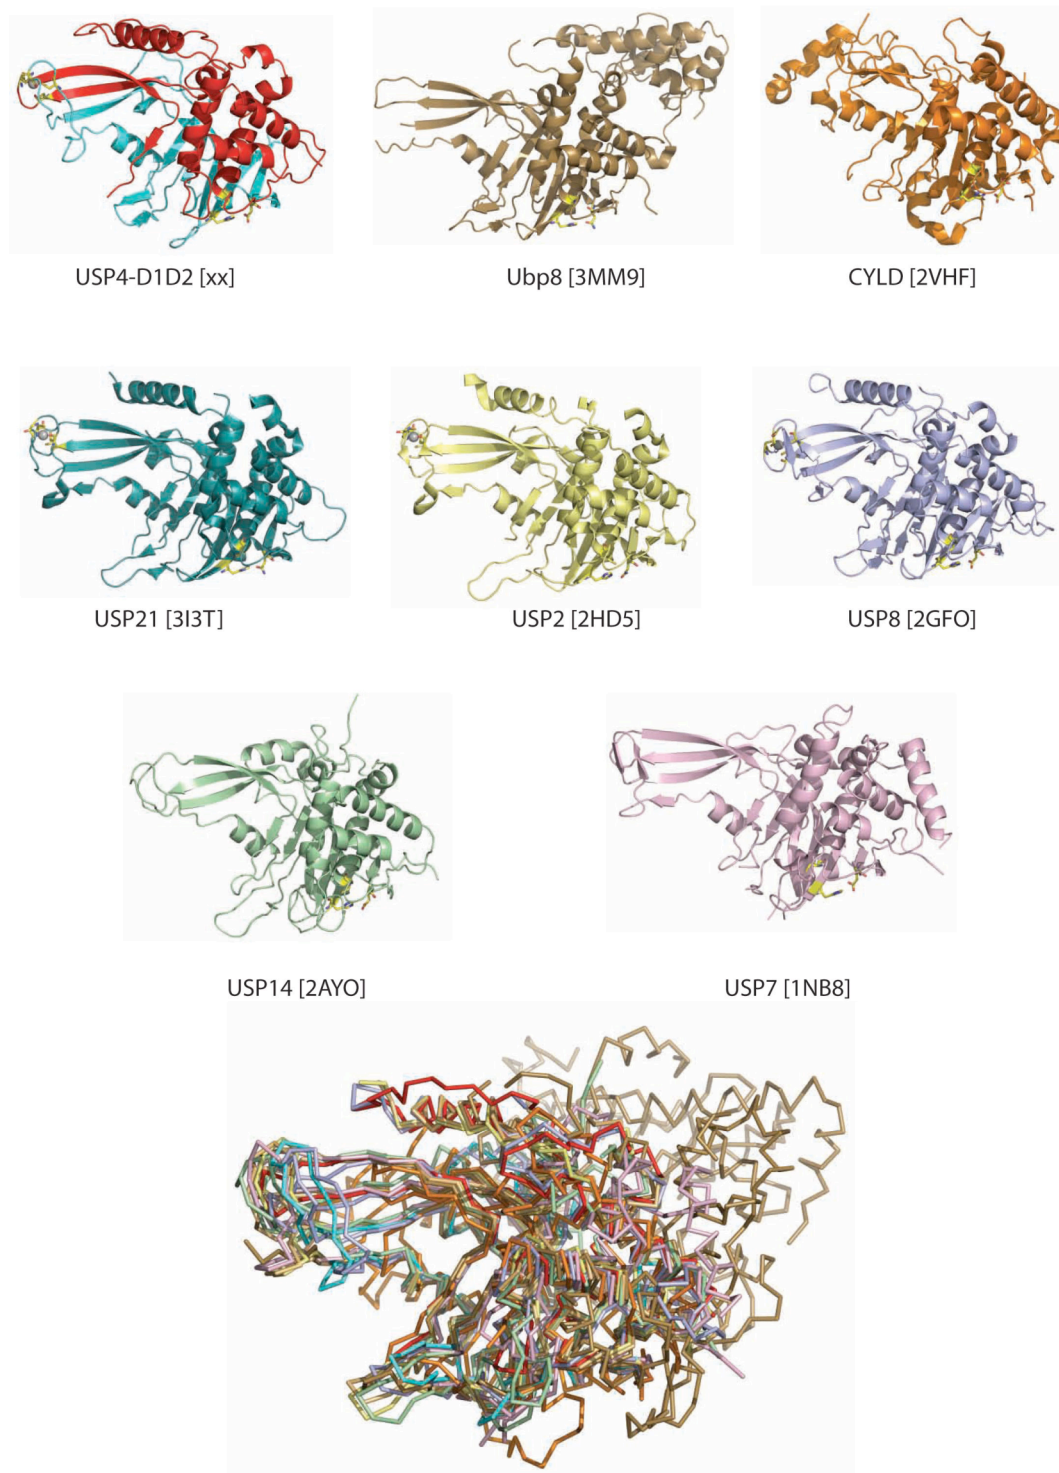 USP4-D1D2 [xx]
Ubp8 [3MM9]
CYLD [2VHF]
USP21 [3I3T]
USP2 [2HD5]
USP8 [2GFO]
USP14 [2AYO]
USP7 [1NB8]